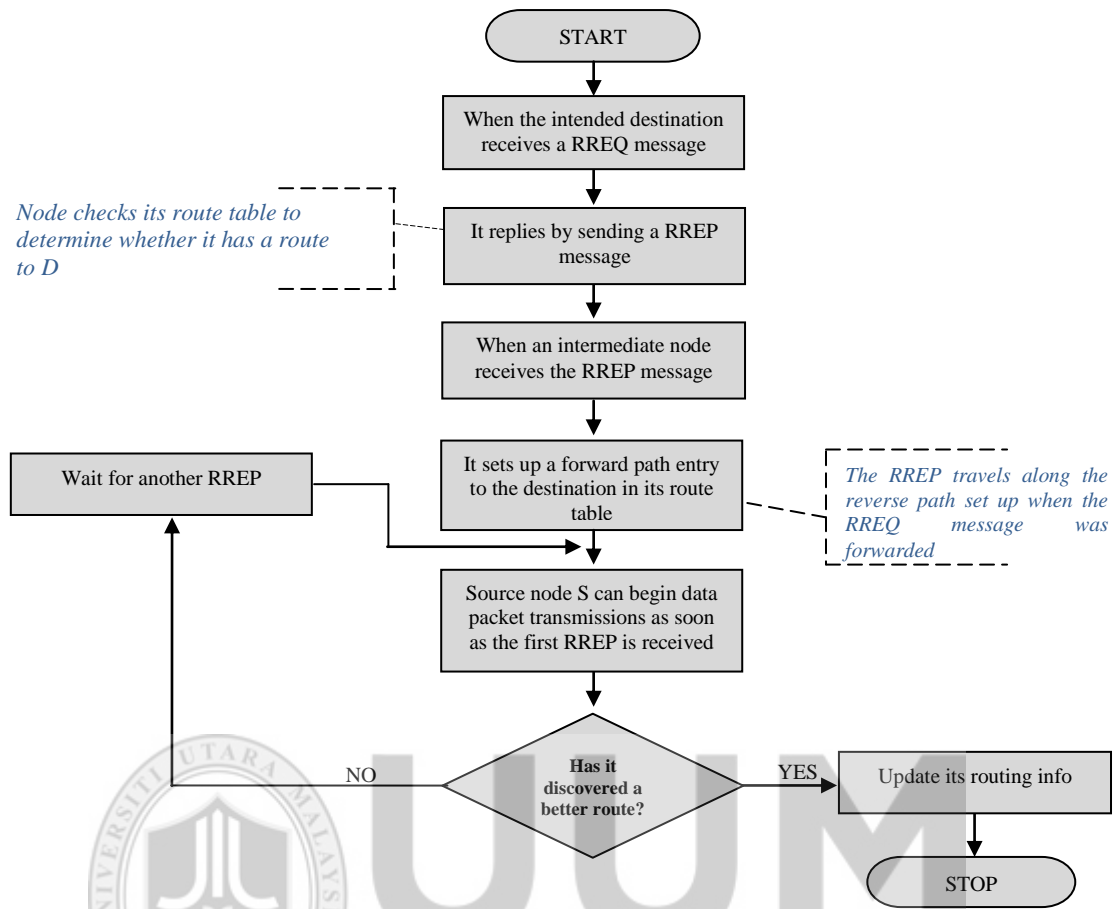 START
When the intended destination
receives a RREQ message
Node checks its route table to
determine whether it has a route
to D
It replies by sending a RREP
message
When an intermediate node
receives the RREP message
Wait for another RREP
It sets up a forward path entry
to the destination in its route
table
The RREP travels along the
reverse path set up when the
RREQ message was
forwarded
Source node S can begin data
packet transmissions as soon
as the first RREP is received
NO
Has it
discovered a
better route?
YES
Update its routing info
STOP
UNIVERSITI UTARA MALAYS
UUM